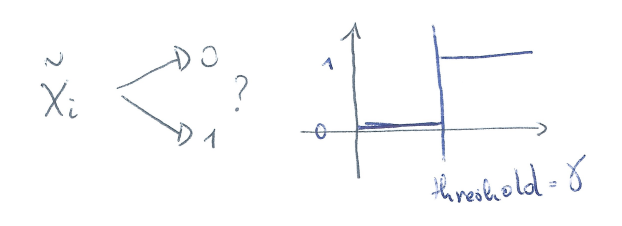 x̃ᵢ → 0
→ 1
?
1
0
threshold = γ